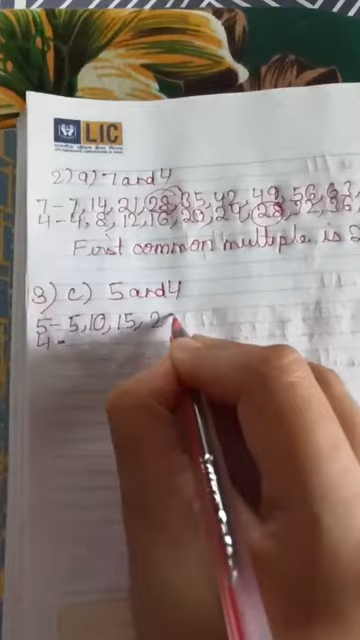 LIC
2) a) 7 and 4
7 - 7, 14, 21, 28, 35, 42, 49, 56, 63,
4 - 4, 8, 12, 16, 20, 24, 28, 32, 36
First common multiple is 2
3) c) 5 and 4
5 - 5, 10, 15, 2
4 -